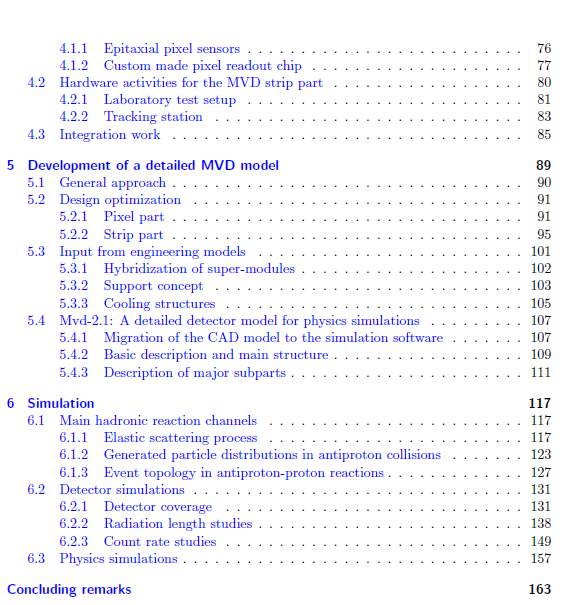 4.1.1 Epitaxial pixel sensors . . . . . . . . . . . . . . . . . . . . . . . . . . 76
4.1.2 Custom made pixel readout chip . . . . . . . . . . . . . . . . . . . . 77
4.2 Hardware activities for the MVD strip part . . . . . . . . . . . . . . . . . . 80
4.2.1 Laboratory test setup . . . . . . . . . . . . . . . . . . . . . . . . . . 81
4.2.2 Tracking station . . . . . . . . . . . . . . . . . . . . . . . . . . . . . 83
4.3 Integration work . . . . . . . . . . . . . . . . . . . . . . . . . . . . . . . . . 85
5 Development of a detailed MVD model 89
5.1 General approach . . . . . . . . . . . . . . . . . . . . . . . . . . . . . . . . . 90
5.2 Design optimization . . . . . . . . . . . . . . . . . . . . . . . . . . . . . . . 91
5.2.1 Pixel part . . . . . . . . . . . . . . . . . . . . . . . . . . . . . . . . . 91
5.2.2 Strip part . . . . . . . . . . . . . . . . . . . . . . . . . . . . . . . . . 95
5.3 Input from engineering models . . . . . . . . . . . . . . . . . . . . . . . . . 101
5.3.1 Hybridization of super-modules . . . . . . . . . . . . . . . . . . . . . 102
5.3.2 Support concept . . . . . . . . . . . . . . . . . . . . . . . . . . . . . 103
5.3.3 Cooling structures . . . . . . . . . . . . . . . . . . . . . . . . . . . . 105
5.4 Mvd-2.1: A detailed detector model for physics simulations . . . . . . . . . 107
5.4.1 Migration of the CAD model to the simulation software . . . . . . . 107
5.4.2 Basic description and main structure . . . . . . . . . . . . . . . . . . 109
5.4.3 Description of major subparts . . . . . . . . . . . . . . . . . . . . . . 111
6 Simulation 117
6.1 Main hadronic reaction channels . . . . . . . . . . . . . . . . . . . . . . . . 117
6.1.1 Elastic scattering process . . . . . . . . . . . . . . . . . . . . . . . . 117
6.1.2 Generated particle distributions in antiproton collisions . . . . . . . 123
6.1.3 Event topology in antiproton-proton reactions . . . . . . . . . . . . . 127
6.2 Detector simulations . . . . . . . . . . . . . . . . . . . . . . . . . . . . . . . 131
6.2.1 Detector coverage . . . . . . . . . . . . . . . . . . . . . . . . . . . . 131
6.2.2 Radiation length studies . . . . . . . . . . . . . . . . . . . . . . . . . 138
6.2.3 Count rate studies . . . . . . . . . . . . . . . . . . . . . . . . . . . . 149
6.3 Physics simulations . . . . . . . . . . . . . . . . . . . . . . . . . . . . . . . . 157
Concluding remarks 163